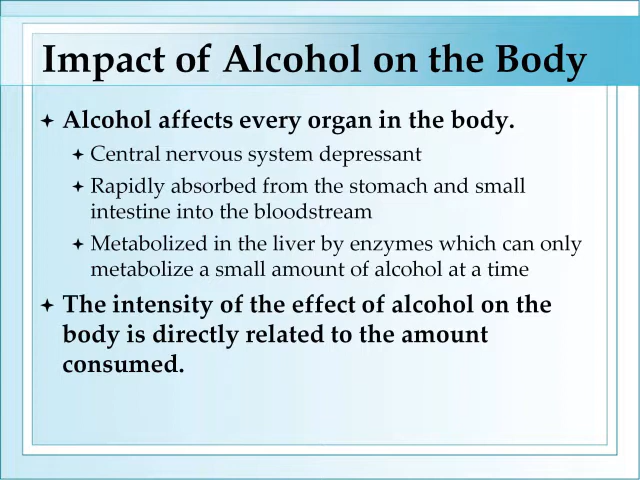 Impact of Alcohol on the Body
Alcohol affects every organ in the body.
Central nervous system depressant
Rapidly absorbed from the stomach and small
intestine into the bloodstream
Metabolized in the liver by enzymes which can only
metabolize a small amount of alcohol at a time
The intensity of the effect of alcohol on the
body is directly related to the amount
consumed.